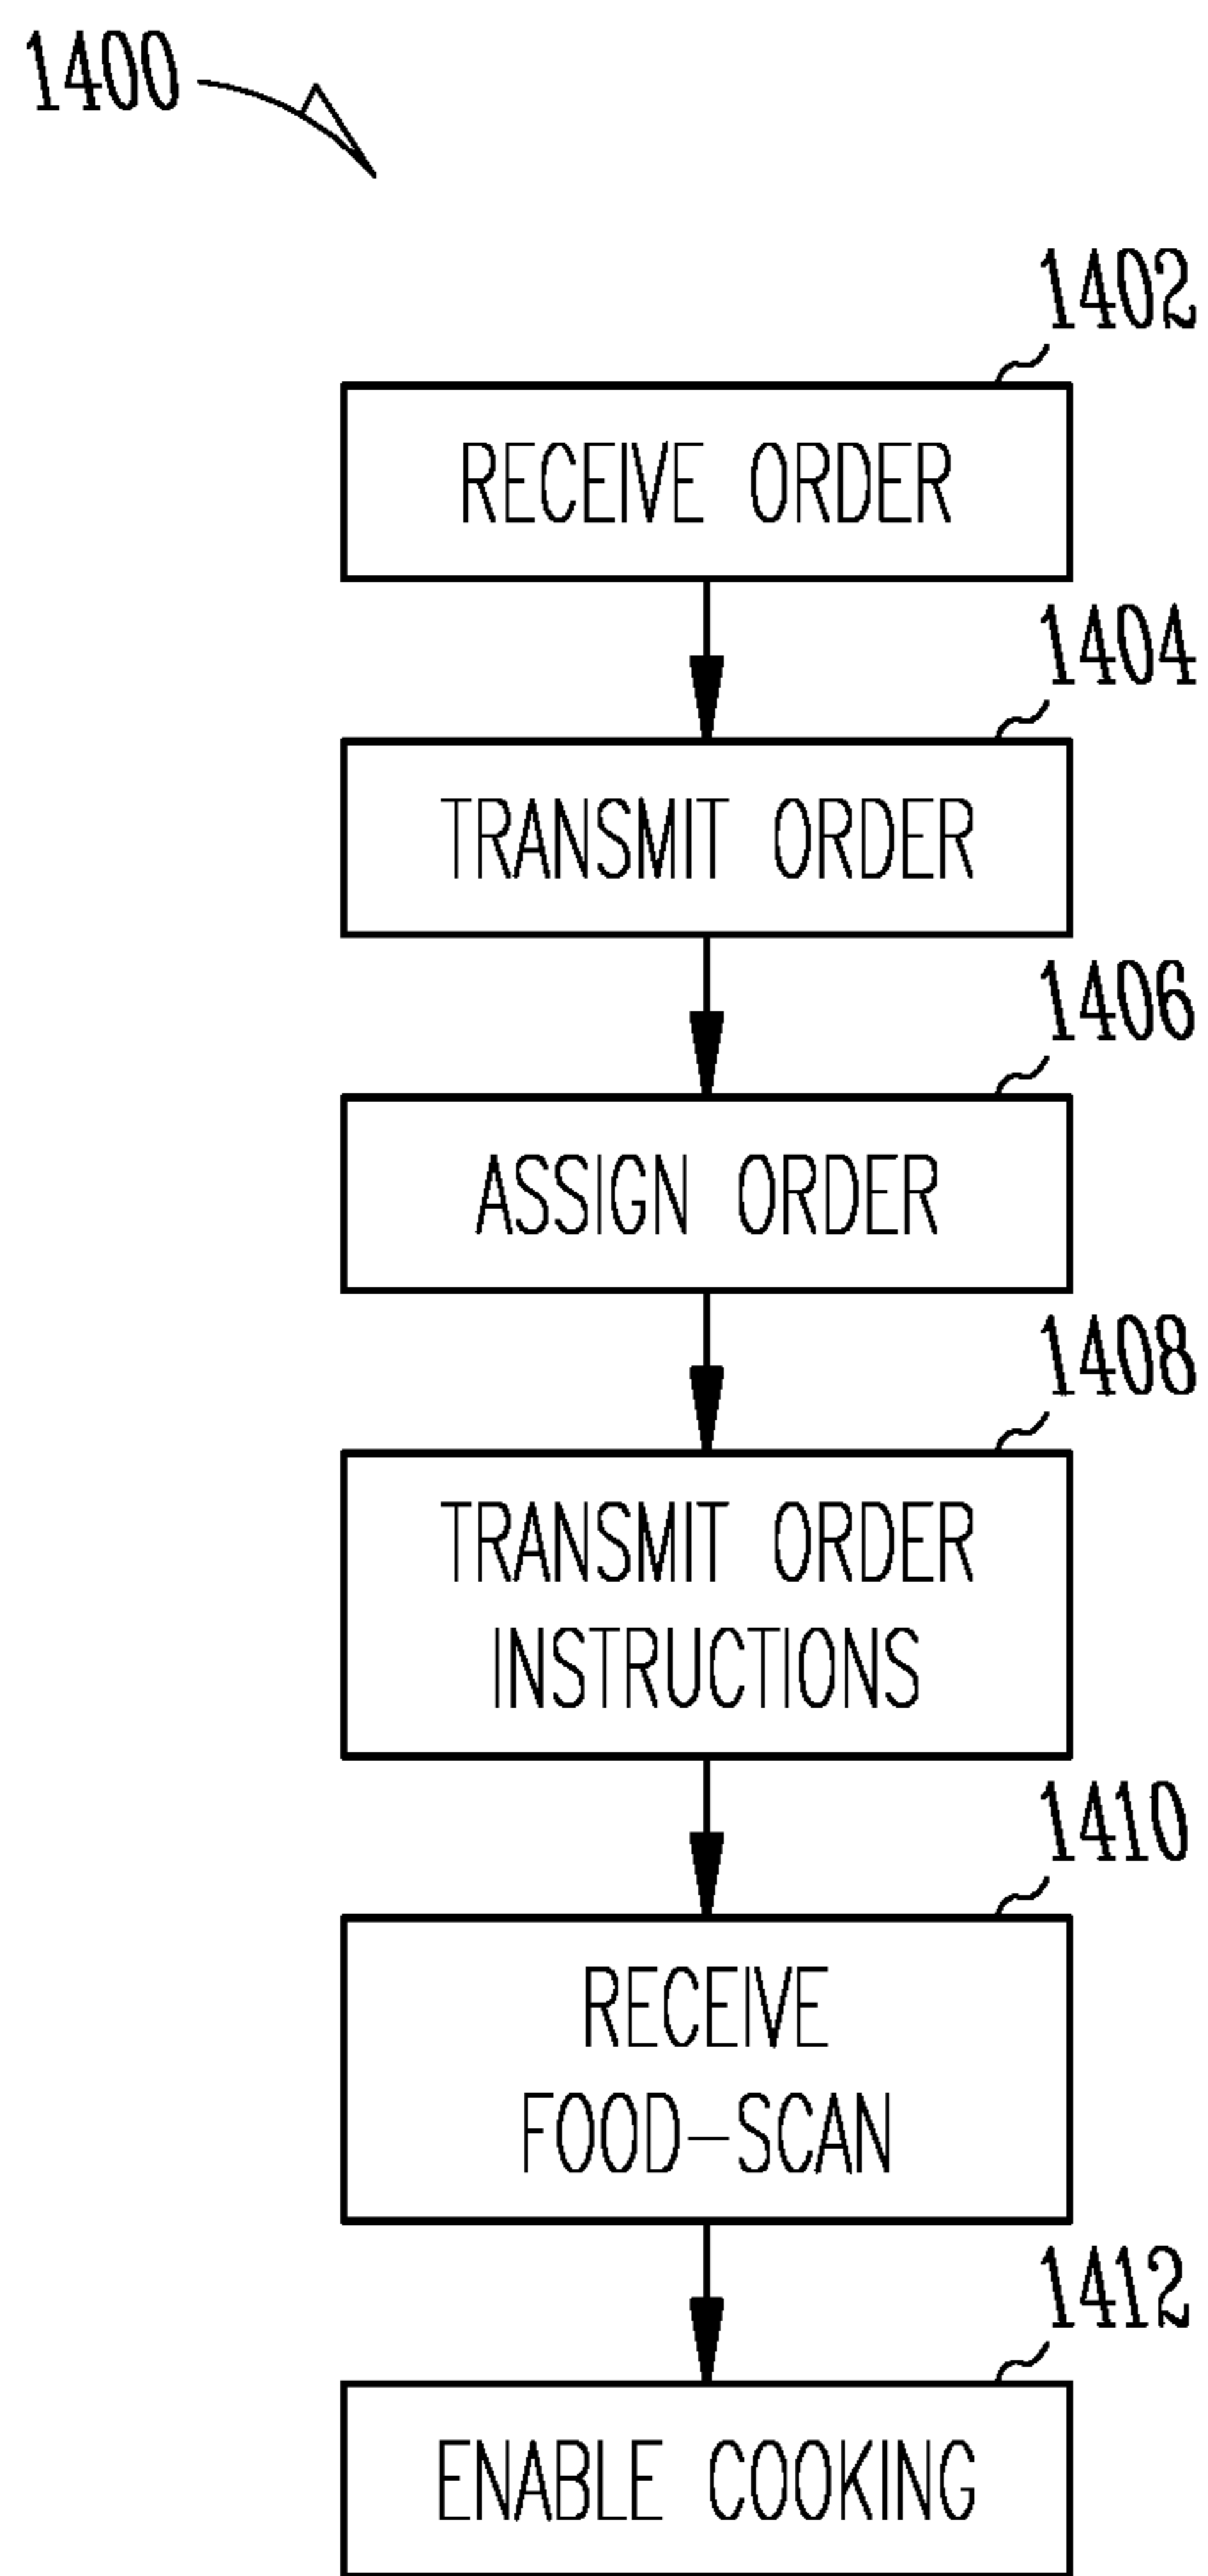 1400
1402
RECEIVE ORDER
1404
TRANSMIT ORDER
1406
ASSIGN ORDER
1408
TRANSMIT ORDER
INSTRUCTIONS
1410
RECEIVE
FOOD-SCAN
1412
ENABLE COOKING